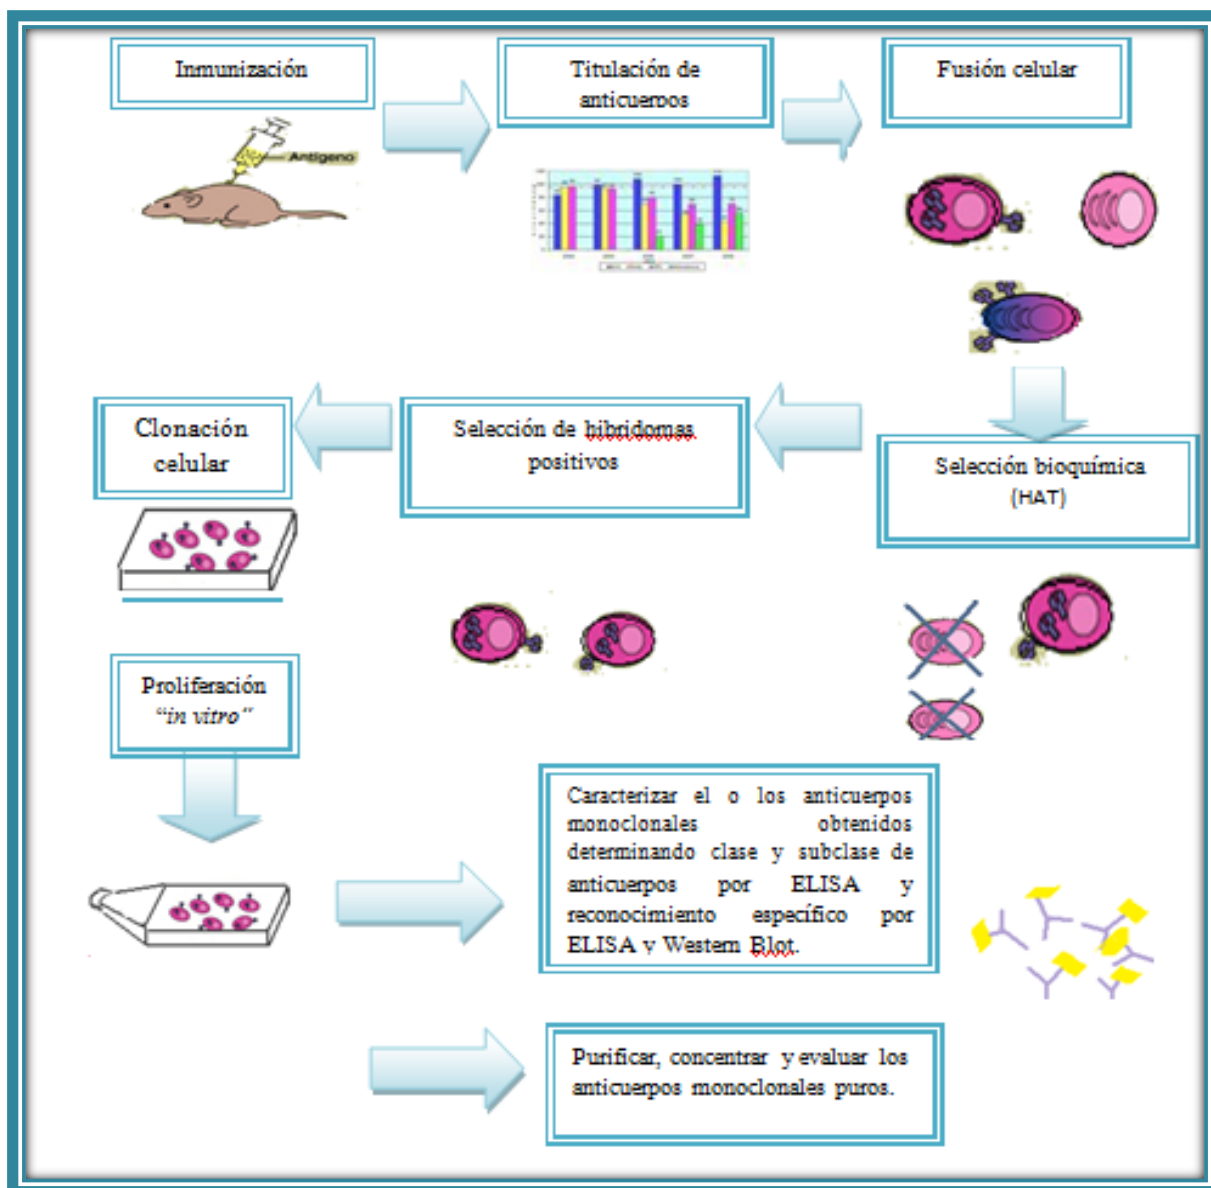 Inmunización
Antígeno
Titulación de
anticuerpos
Fusión celular
Clonación
celular
Selección de hibridomas
positivos
Selección bioquímica
(HAT)
Proliferación
“in vitro”
Caracterizar el o los anticuerpos
monoclonales obtenidos
determinando clase y subclase de
anticuerpos por ELISA y
reconocimiento específico por
ELISA y Western Blot.
Purificar, concentrar y evaluar los
anticuerpos monoclonales puros.